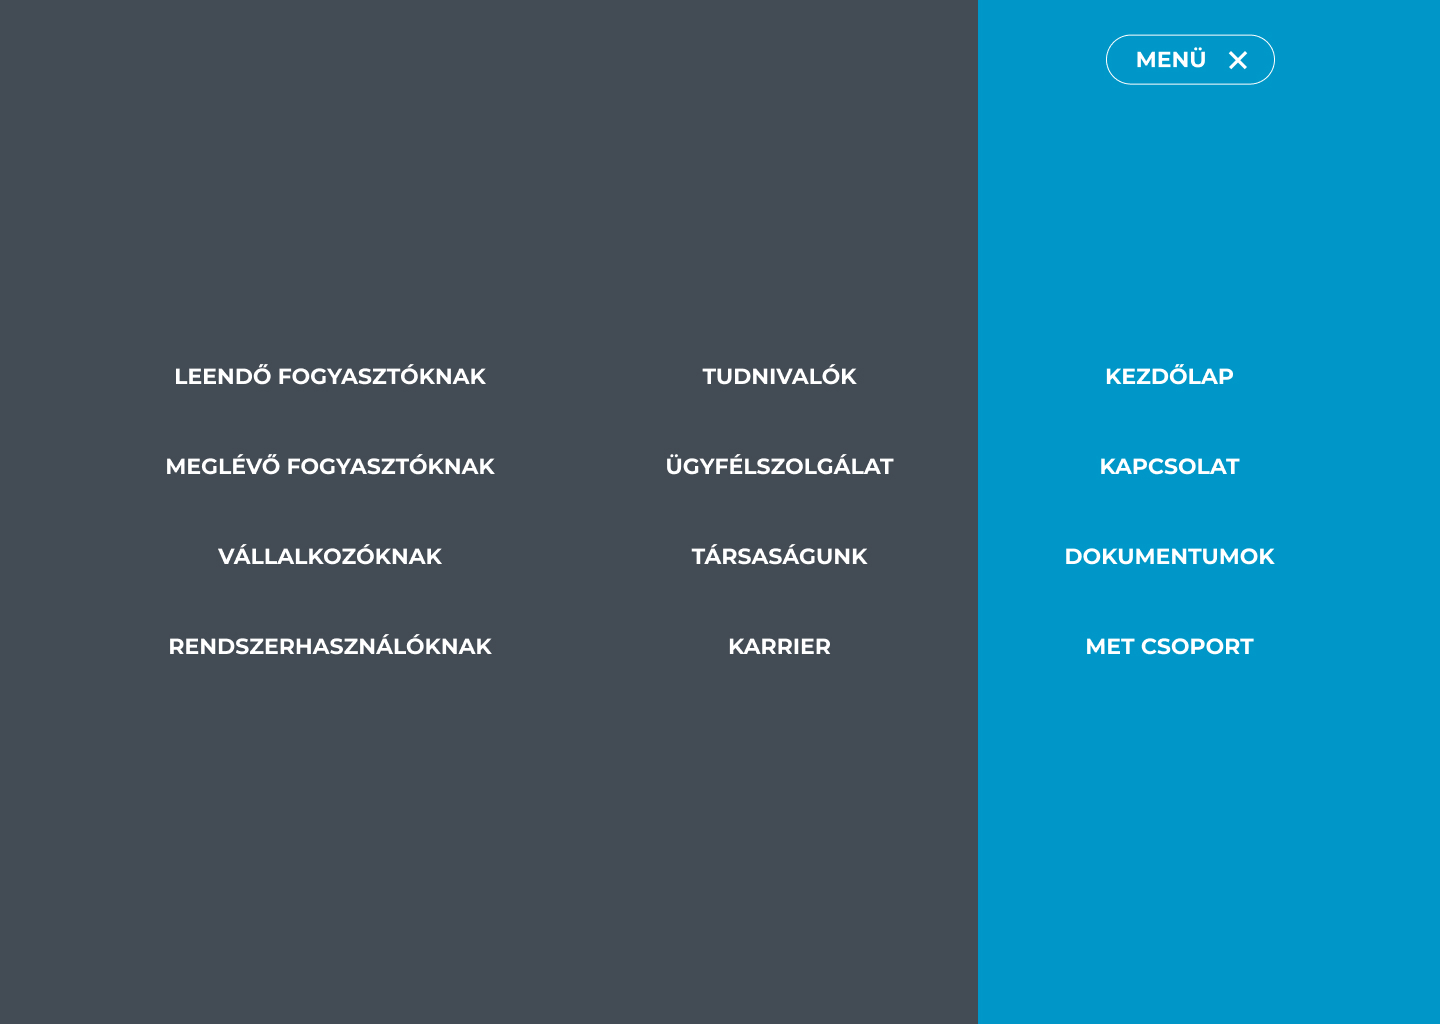 MENÜ
LEENDŐ FOGYASZTÓKNAK
MEGLÉVŐ FOGYASZTÓKNAK
VÁLLALKOZÓKNAK
RENDSZERHASZNÁLÓKNAK
TUDNIVALÓK
ÜGYFÉLSZOLGÁLAT
TÁRSASÁGUNK
KARRIER
KEZDŐLAP
KAPCSOLAT
DOKUMENTUMOK
MET CSOPORT